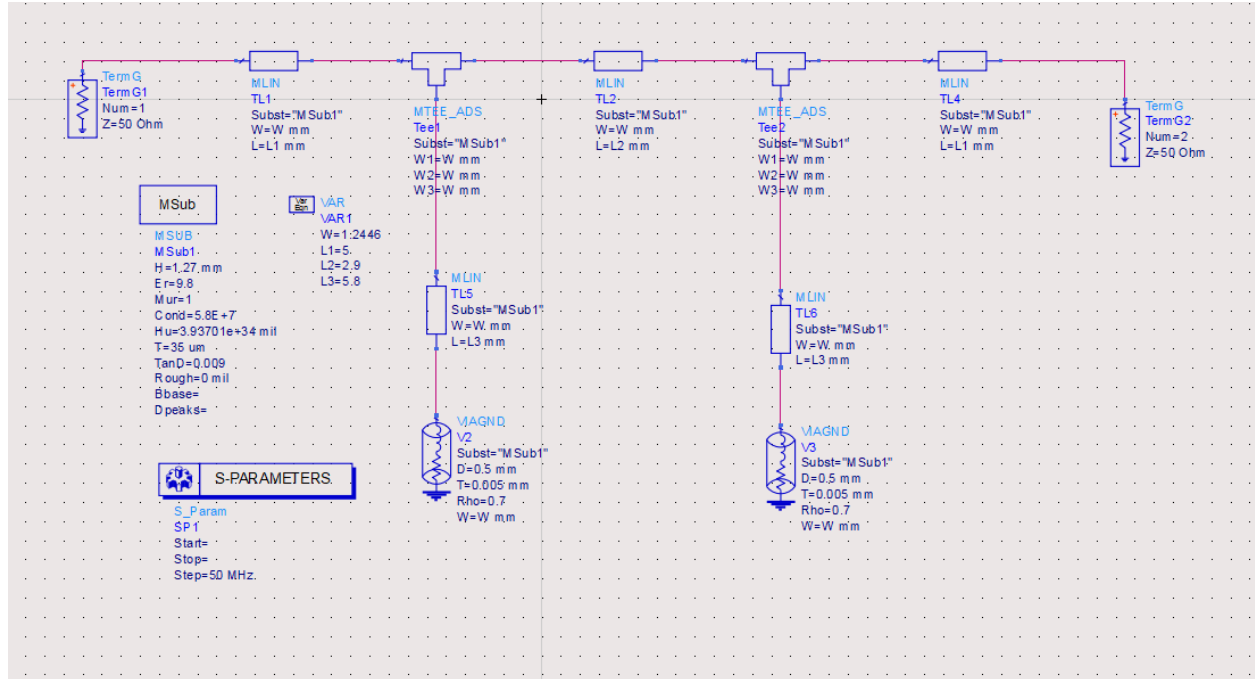 TermG
TermG1
Num=1
Z=50 Ohm
MLIN
TL1
Subst="MSub1"
W=W mm
L=L1 mm
MTEE_ADS
Tee1
Subst="MSub1"
W1=W mm
W2=W mm
W3=W mm
MLIN
TL2
Subst="MSub1"
W=W mm
L=L2 mm
MTEE_ADS
Tee2
Subst="MSub1"
W1=W mm
W2=W mm
W3=W mm
MLIN
TL4
Subst="MSub1"
W=W mm
L=L1 mm
TermG
TermG2
Num=2
Z=50 Ohm
MSub
MSUB
MSub1
H=1.27 mm
Er=9.8
Mur=1
Cond=5.8E+7
Hu=3.93701e+34 mil
T=35 um
TanD=0.009
Rough=0 mil
Bbase=
Dpeaks=
Var
Eqn
VAR
VAR1
W=1.2446
L1=5
L2=2.9
L3=5.8
MLIN
TL5
Subst="MSub1"
W=W mm
L=L3 mm
MLIN
TL6
Subst="MSub1"
W=W mm
L=L3 mm
VIAGND
V2
Subst="MSub1"
D=0.5 mm
T=0.005 mm
Rho=0.7
W=W mm
VIAGND
V3
Subst="MSub1"
D=0.5 mm
T=0.005 mm
Rho=0.7
W=W mm
S-PARAMETERS
S_Param
SP1
Start=
Stop=
Step=50 MHz